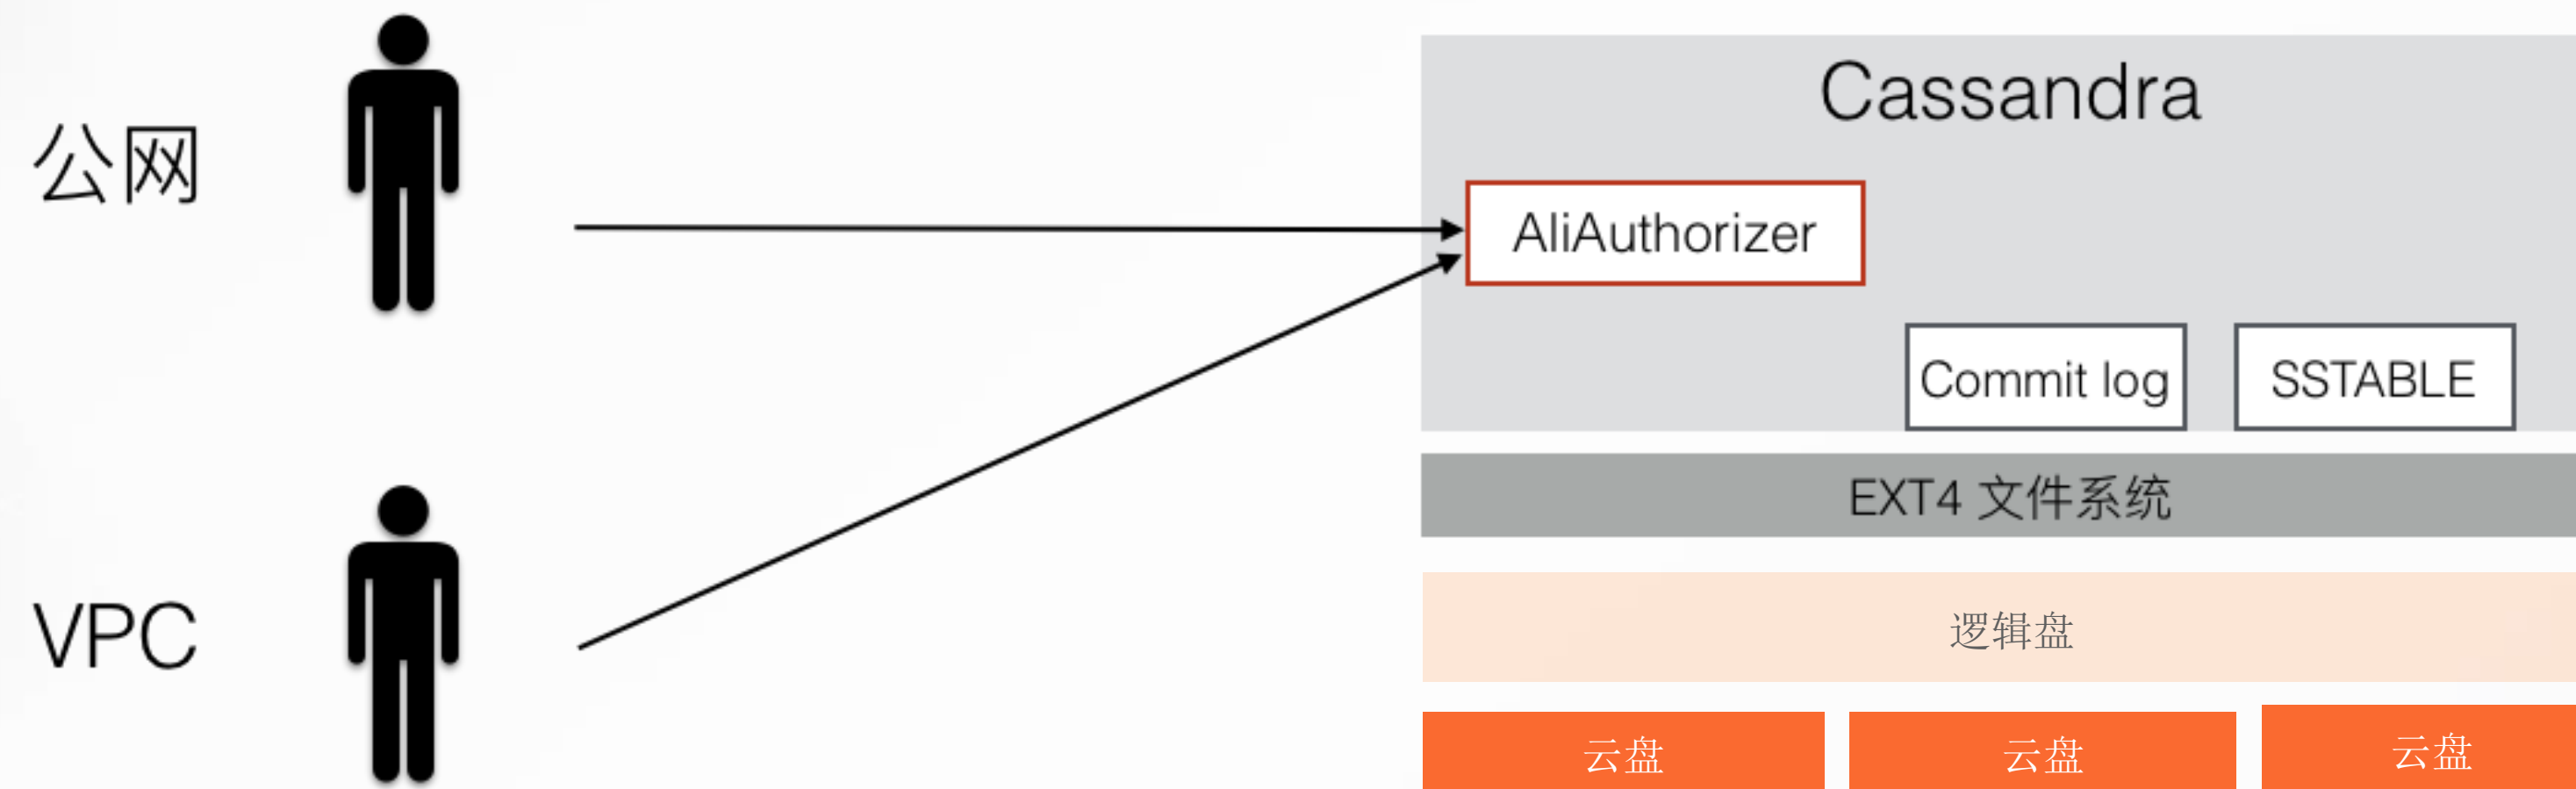 公网
VPC
Cassandra
AliAuthorizer
Commit log
SSTABLE
EXT4 文件系统
逻辑盘
云盘
云盘
云盘